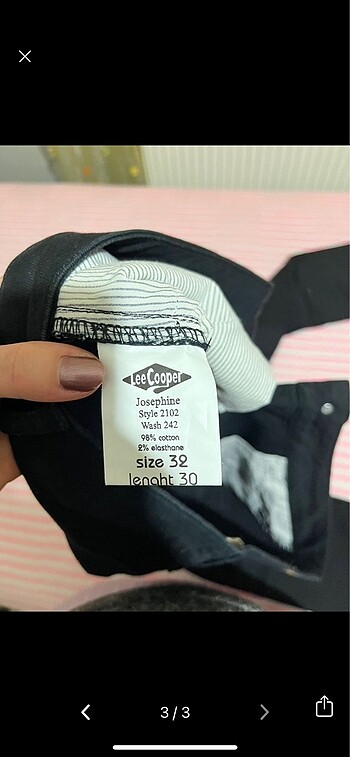 LeeCooper
Josephine
Style 2102
Wash 242
98% cotton
2% elasthane
size 32
lenght 30
3/3